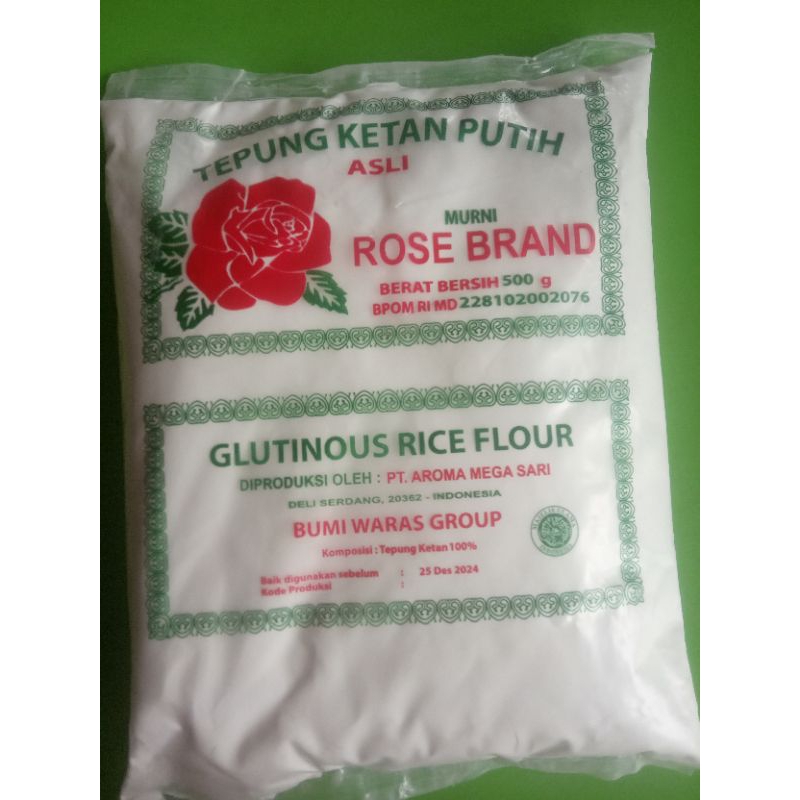 TEPUNG KETAN PUTIH
ASLI
MURNI
ROSE BRAND
BERAT BERSIH 500 g
BPOM RI MD 228102002076
GLUTINOUS RICE FLOUR
DIPRODUKSI OLEH : PT. AROMA MEGA SARI
DELI SERDANG, 20362 - INDONESIA
BUMI WARAS GROUP
Komposisi : Tepung Ketan 100%
Baik digunakan sebelum : 25 Des 2024
Kode Produksi :